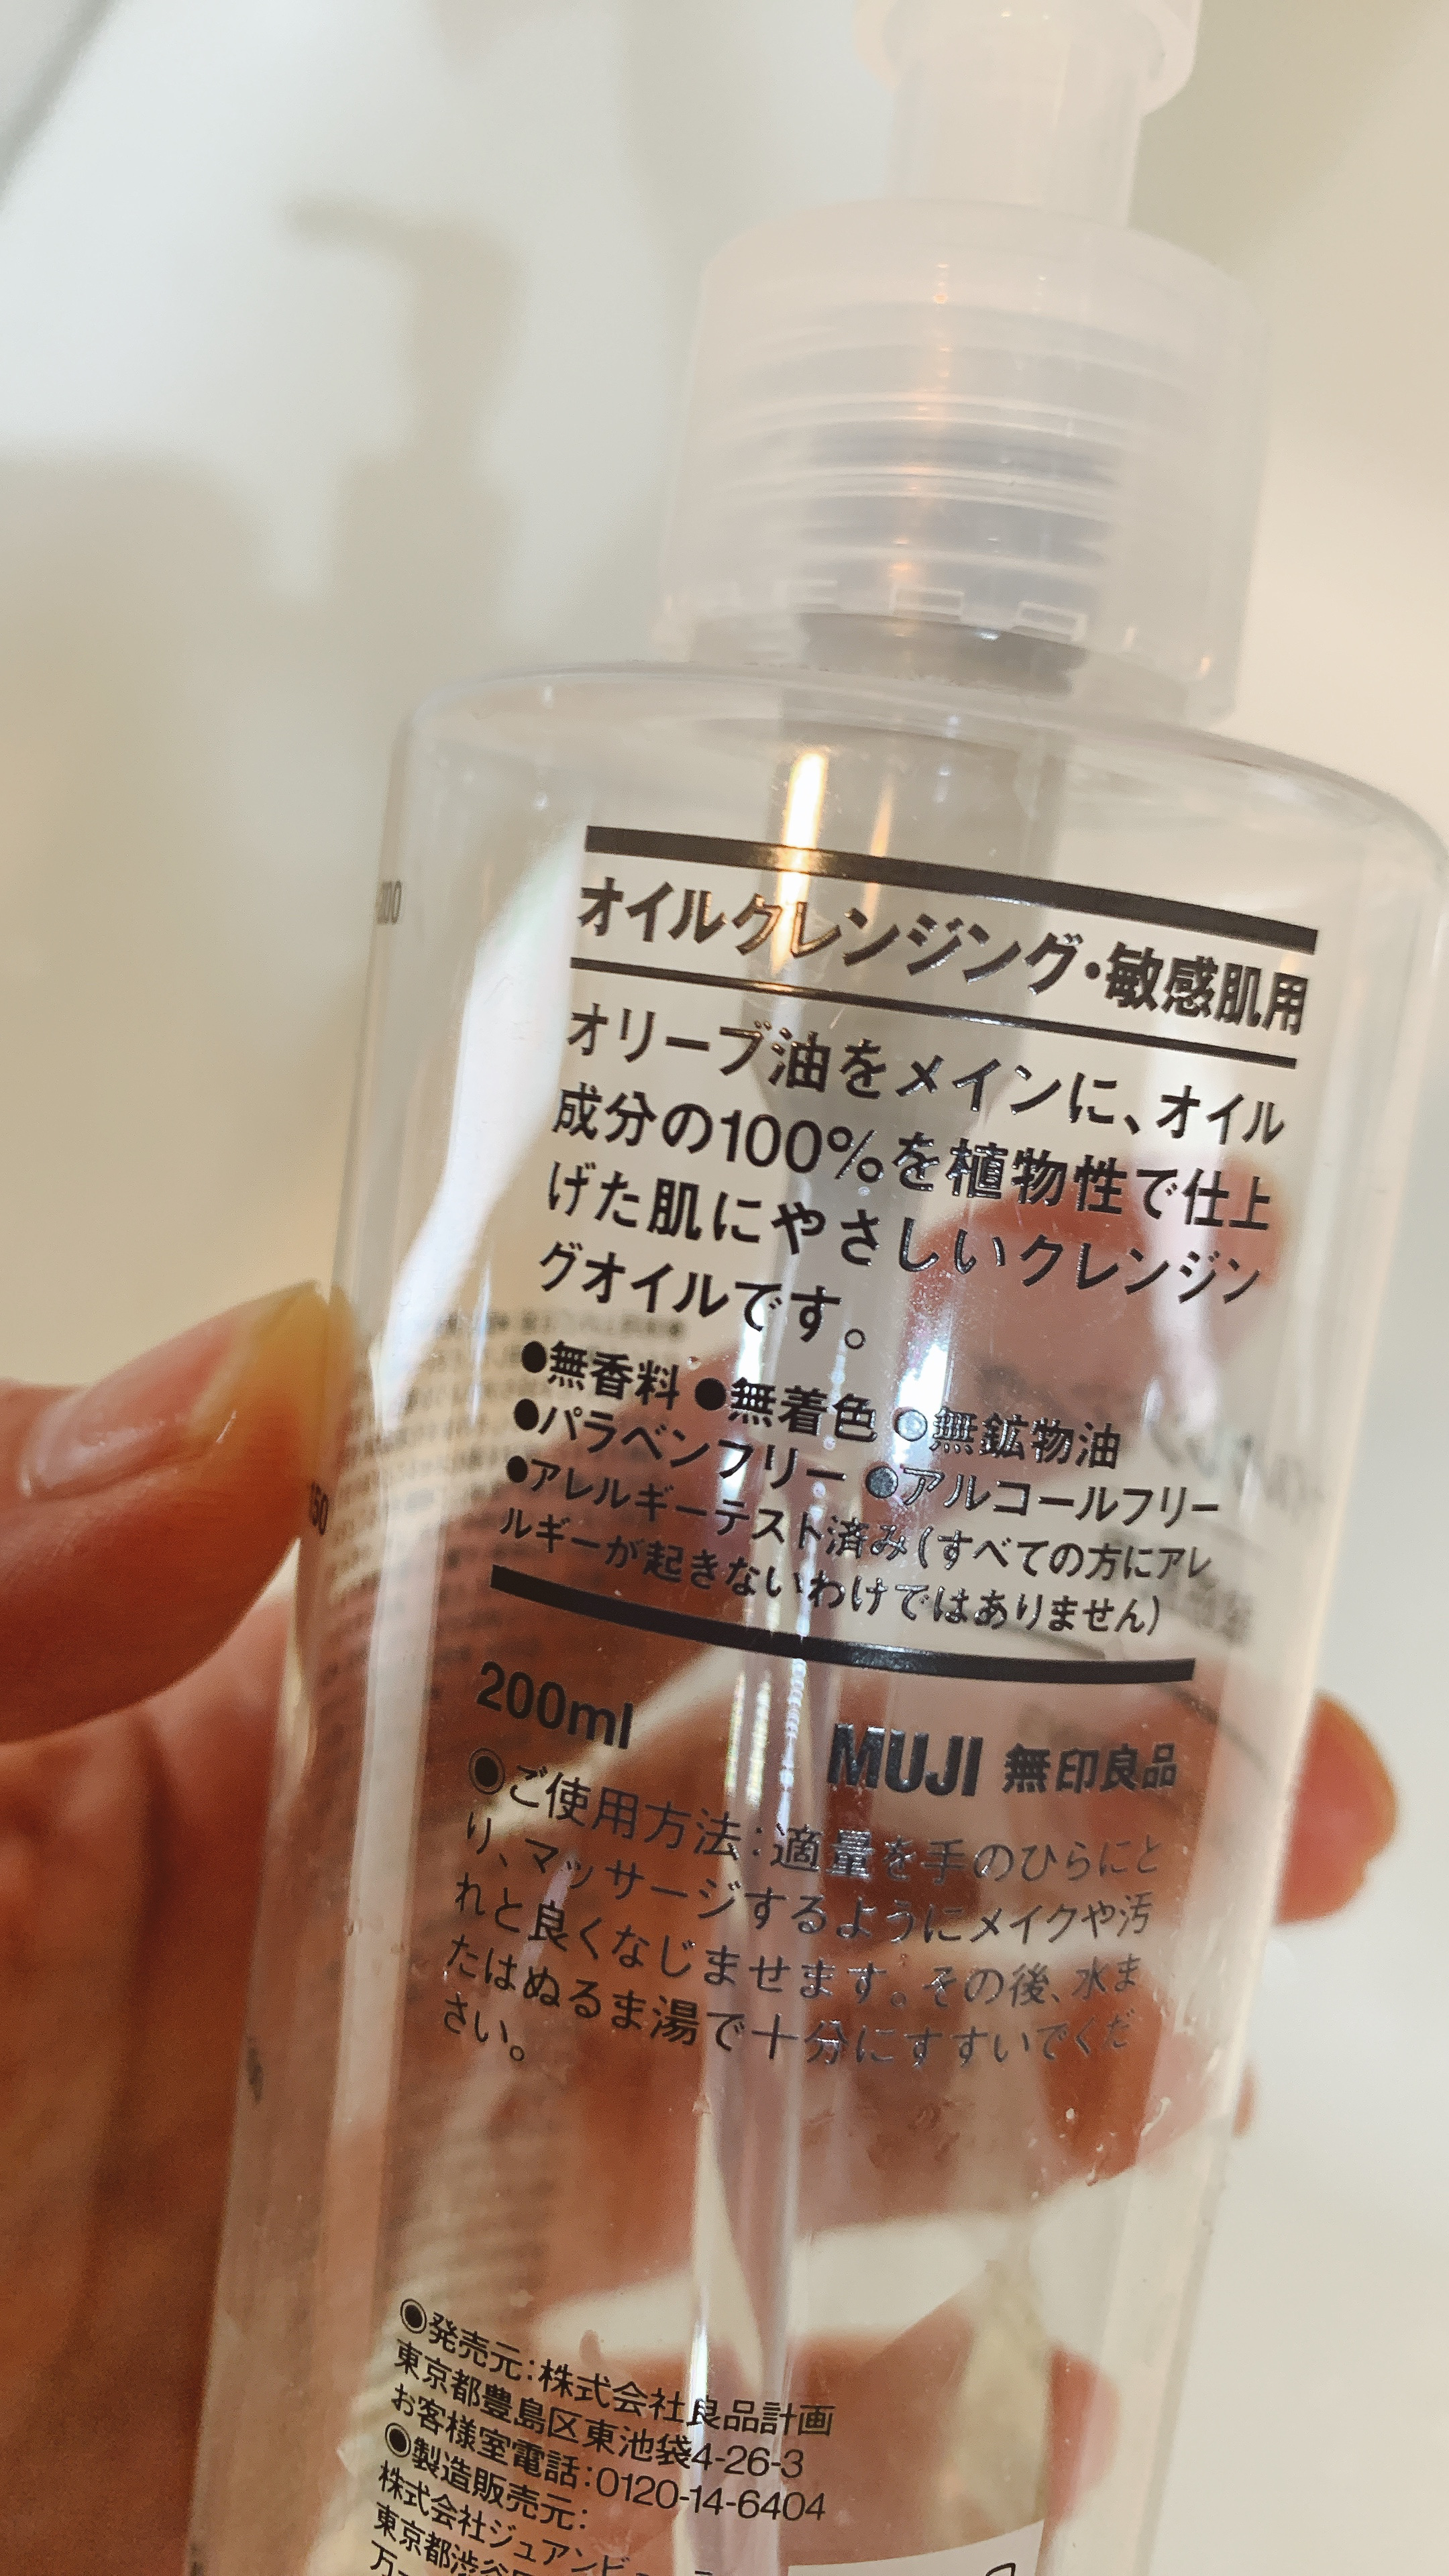 オイルクレンジング・敏感肌用
オリーブ油をメインに、オイル
成分の100%を植物性で仕上
げた肌にやさしいクレンジン
グオイルです。
●無香料 ●無着色 ●無鉱物油
●パラベンフリー ●アルコールフリー
●アレルギーテスト済み(すべての方にアレ
ルギーが起きないわけではありません)
200ml
MUJI 無印良品
◉ご使用方法:適量を手のひらにと
り、マッサージするようにメイクや汚
れと良くなじませます。その後、水ま
たはぬるま湯で十分にすすいでくだ
さい。
◉発売元:株式会社良品計画
東京都豊島区東池袋4-26-3
お客様室電話:0120-14-6404
◉製造販売元:
株式会社ジュアンビ
東京都渋谷